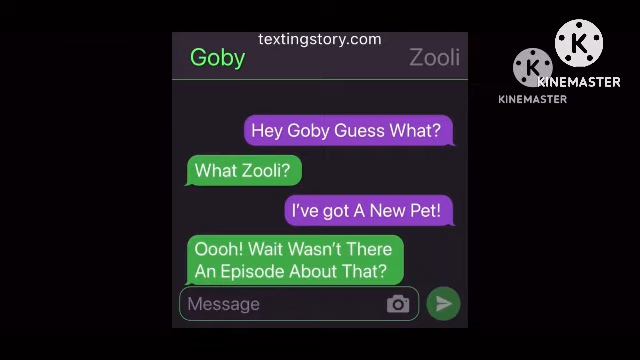 textingstory.com
Goby
Zooli
K
KINEMASTER
K
KINEMASTER
Hey Goby Guess What?
What Zooli?
I've got A New Pet!
Oooh! Wait Wasn't There
An Episode About That?
Message